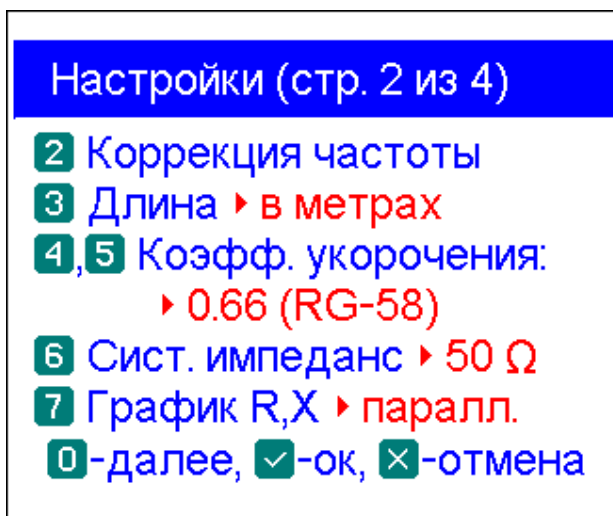 Настройки (стр. 2 из 4)
2 Коррекция частоты
3 Длина ▸ в метрах
4,5 Коэфф. укорочения:
▸ 0.66 (RG-58)
6 Сист. импеданс ▸ 50 Ω
7 График R,X ▸ паралл.
0-далее, ✓-ок, ✕-отмена